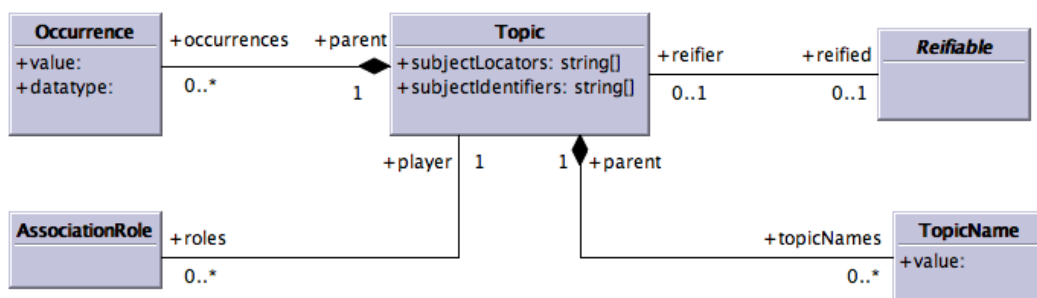 Occurrence
+value:
+datatype:
+occurrences
0..*
+parent
1
Topic
+subjectLocators: string[]
+subjectIdentifiers: string[]
+reifier
0..1
+reified
0..1
Reifiable
+player
1
1
+parent
AssociationRole
+roles
0..*
+topicNames
0..*
TopicName
+value: